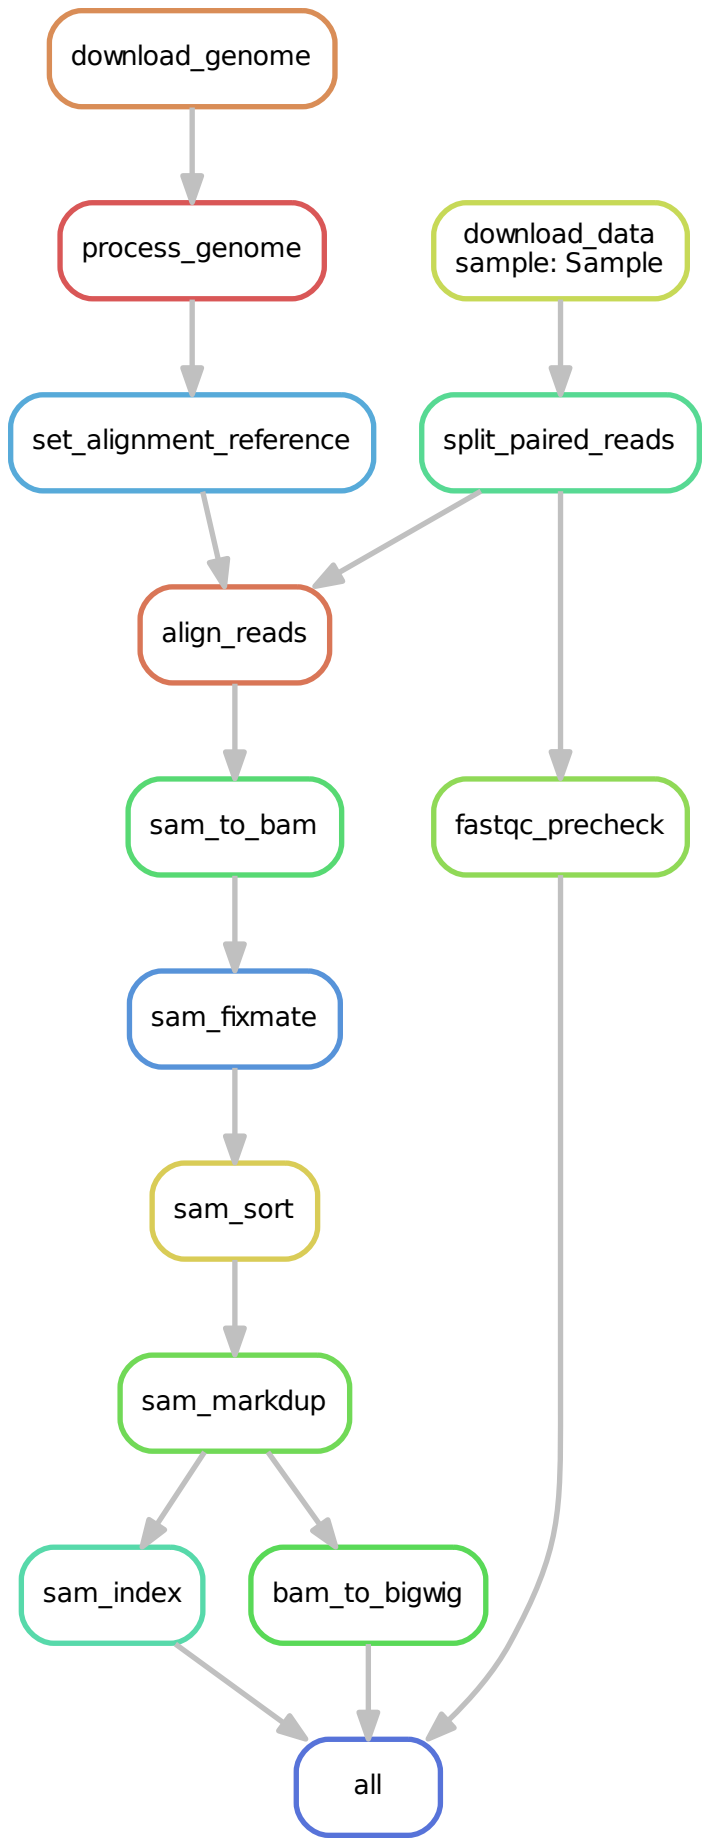 download_genome
process_genome
download_data
sample: Sample
set_alignment_reference
split_paired_reads
align_reads
sam_to_bam
fastqc_precheck
sam_fixmate
sam_sort
sam_markdup
sam_index
bam_to_bigwig
all